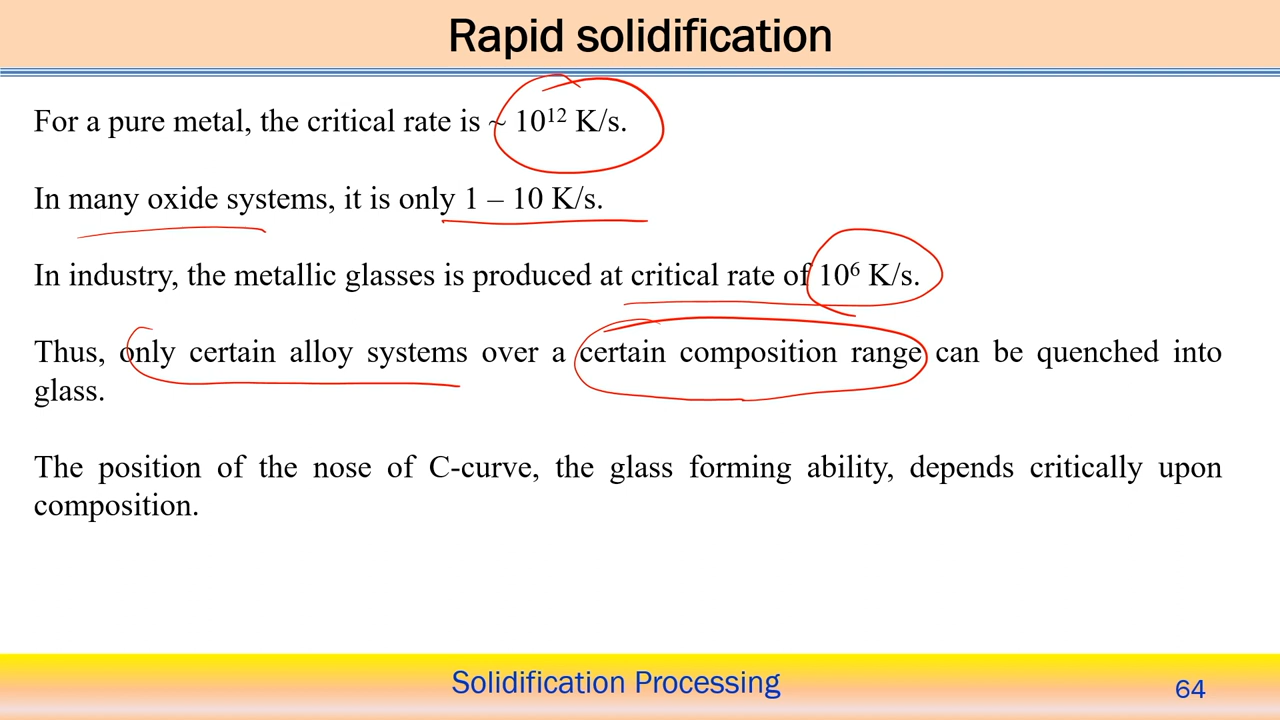 Rapid solidification
For a pure metal, the critical rate is ~ 10¹² K/s.
In many oxide systems, it is only 1 – 10 K/s.
In industry, the metallic glasses is produced at critical rate of 10⁶ K/s.
Thus, only certain alloy systems over a certain composition range can be quenched into
glass.
The position of the nose of C-curve, the glass forming ability, depends critically upon
composition.
Solidification Processing
64